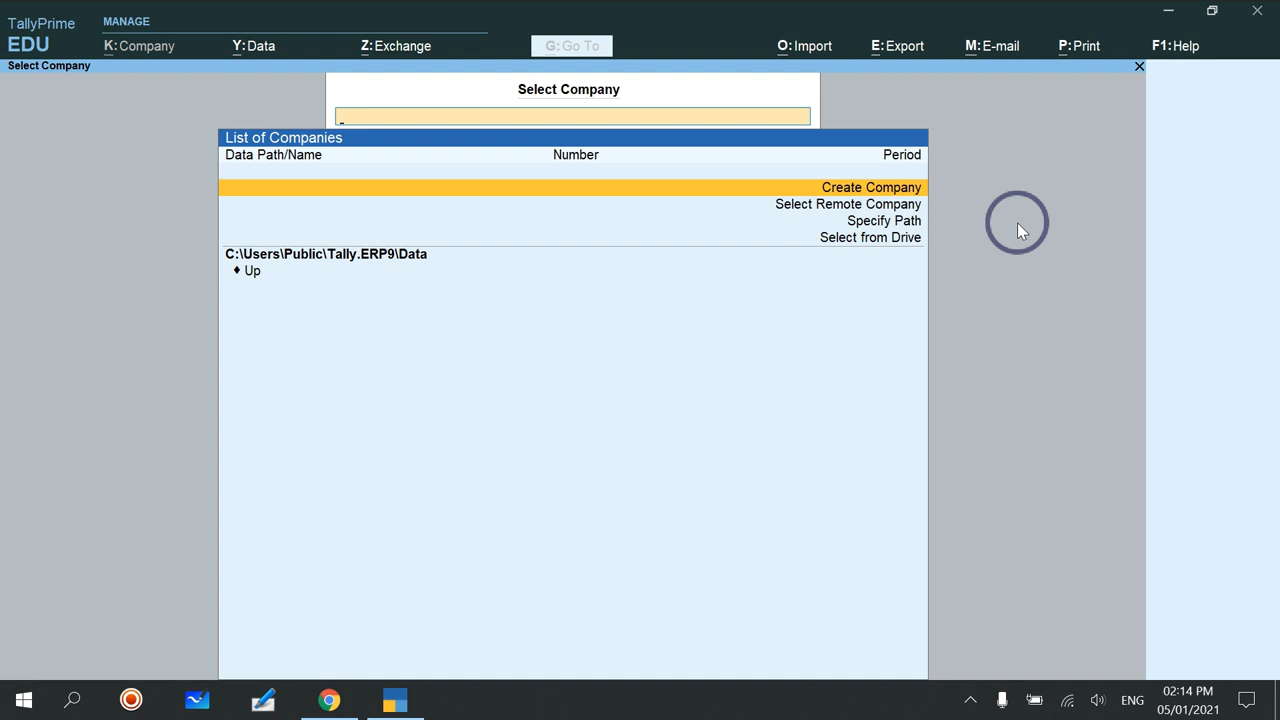 TallyPrime
EDU
MANAGE
K:Company
Y:Data
Z:Exchange
G:Go To
O:Import
E:Export
M:E-mail
P:Print
F1:Help
Select Company
Select Company
List of Companies
Data Path/Name Number Period
Create Company
Select Remote Company
Specify Path
Select from Drive
C:\Users\Public\Tally.ERP9\Data
♦ Up
ENG
02:14 PM
05/01/2021